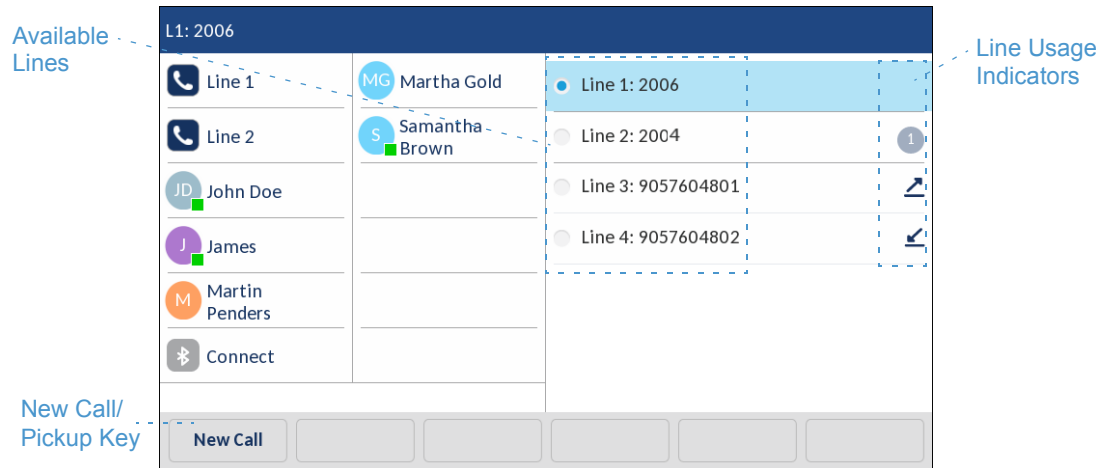 Available
Lines
L1: 2006
Line Usage
Indicators
Line 1
Line 2
JD John Doe
J James
M Martin
Penders
Connect
MG Martha Gold
S Samantha
Brown
Line 1: 2006
Line 2: 2004 1
Line 3: 9057604801
Line 4: 9057604802
New Call/
Pickup Key
New Call